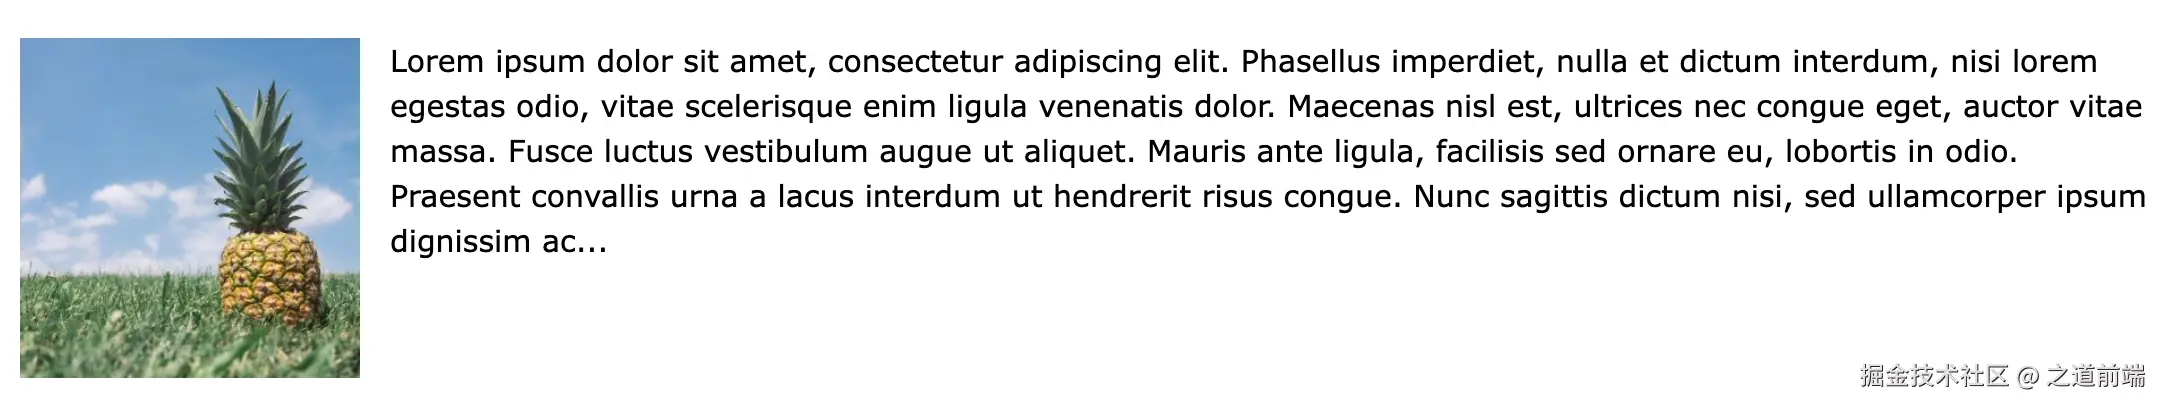 Lorem ipsum dolor sit amet, consectetur adipiscing elit. Phasellus imperdiet, nulla et dictum interdum, nisi lorem
egestas odio, vitae scelerisque enim ligula venenatis dolor. Maecenas nisl est, ultrices nec congue eget, auctor vitae
massa. Fusce luctus vestibulum augue ut aliquet. Mauris ante ligula, facilisis sed ornare eu, lobortis in odio.
Praesent convallis urna a lacus interdum ut hendrerit risus congue. Nunc sagittis dictum nisi, sed ullamcorper ipsum
dignissim ac...
掘金技术社区 @ 之道前端